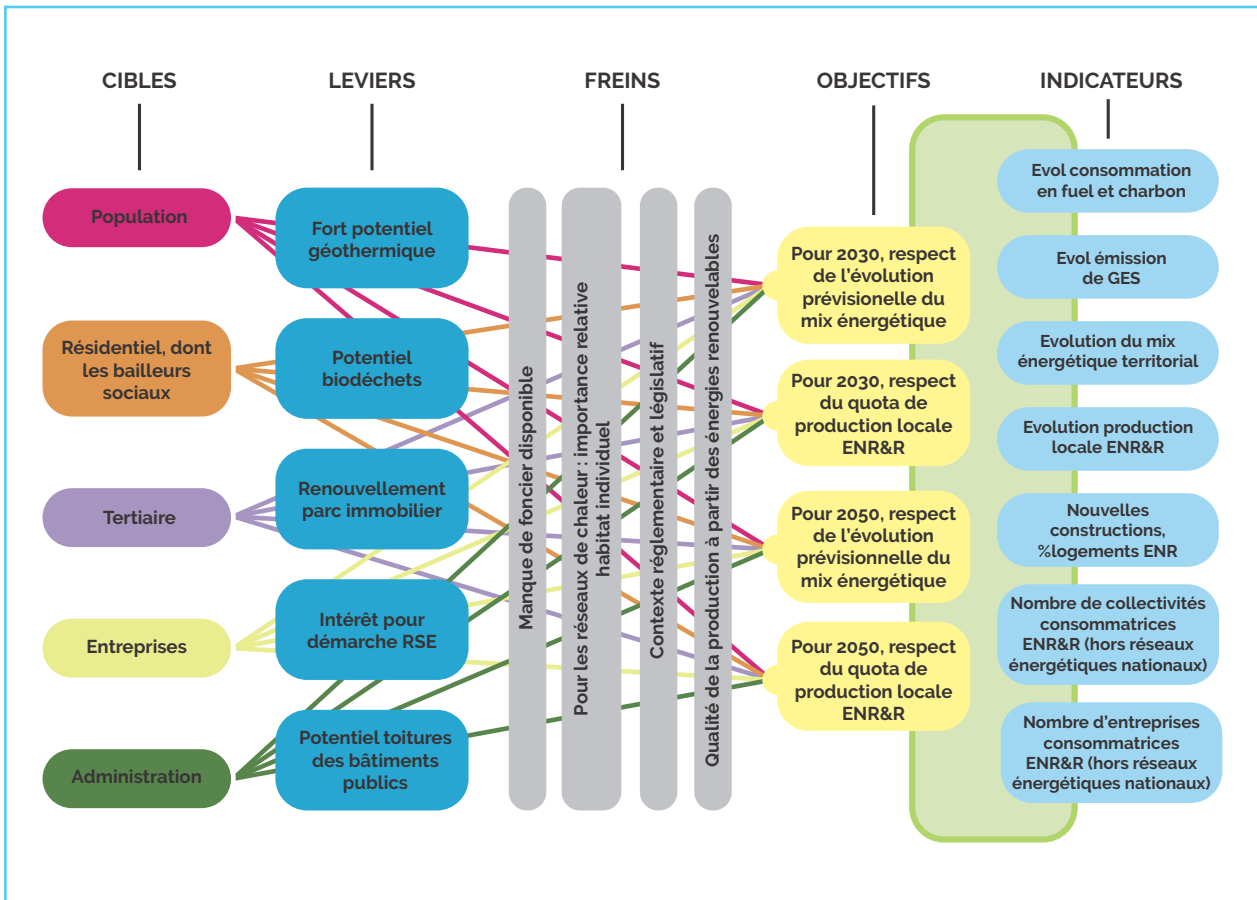 CIBLES
LEVIERS
FREINS
OBJECTIFS
INDICATEURS
Population
Résidentiel, dont
les bailleurs
sociaux
Tertiaire
Entreprises
Administration
Fort potentiel
géothermique
Potentiel
biodéchets
Renouvellement
parc immobilier
Intérêt pour
démarche RSE
Potentiel toitures
des bâtiments
publics
Manque de foncier disponible
Pour les réseaux de chaleur : importance relative
habitat individuel
Contexte réglementaire et législatif
Qualité de la production à partir des énergies renouvelables
Pour 2030, respect
de l'évolution
prévisionelle du
mix énergétique
Pour 2030, respect
du quota de
production locale
ENR&R
Pour 2050, respect
de l'évolution
prévisionnelle du
mix énergétique
Pour 2050, respect
du quota de
production locale
ENR&R
Evol consommation
en fuel et charbon
Evol émission
de GES
Evolution du mix
énergétique territorial
Evolution production
locale ENR&R
Nouvelles
constructions,
%logements ENR
Nombre de collectivités
consommatrices
ENR&R (hors réseaux
énergétiques nationaux)
Nombre d'entreprises
consommatrices
ENR&R (hors réseaux
énergétiques nationaux)